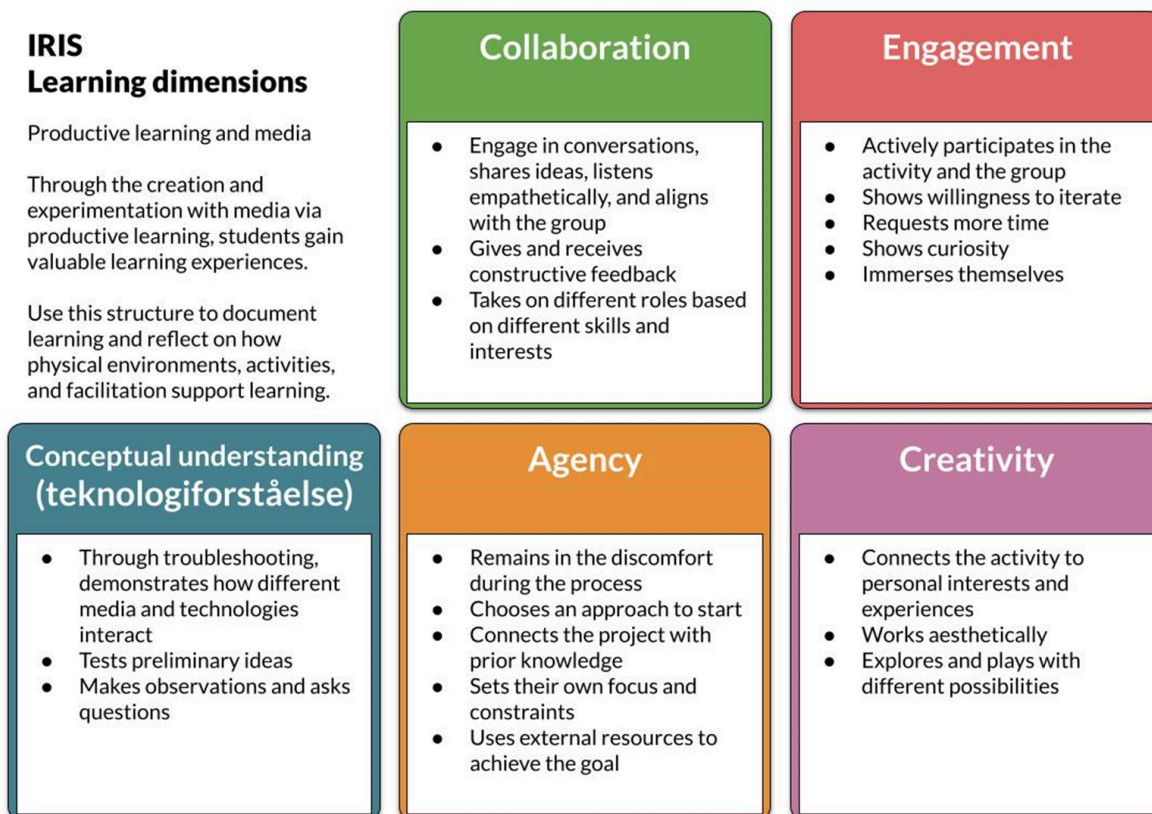 IRIS
Learning dimensions
Productive learning and media
Through the creation and
experimentation with media via
productive learning, students gain
valuable learning experiences.
Use this structure to document
learning and reflect on how
physical environments, activities,
and facilitation support learning.
Collaboration
● Engage in conversations,
shares ideas, listens
empathetically, and aligns
with the group
● Gives and receives
constructive feedback
● Takes on different roles based
on different skills and
interests
Engagement
● Actively participates in the
activity and the group
● Shows willingness to iterate
● Requests more time
● Shows curiosity
● Immerses themselves
Conceptual understanding
(teknologiforståelse)
● Through troubleshooting,
demonstrates how different
media and technologies
interact
● Tests preliminary ideas
● Makes observations and asks
questions
Agency
● Remains in the discomfort
during the process
● Chooses an approach to start
● Connects the project with
prior knowledge
● Sets their own focus and
constraints
● Uses external resources to
achieve the goal
Creativity
● Connects the activity to
personal interests and
experiences
● Works aesthetically
● Explores and plays with
different possibilities